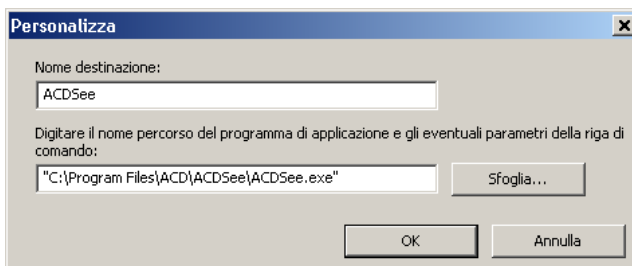 Personalizza
Nome destinazione:
ACDSee
Digitare il nome percorso del programma di applicazione e gli eventuali parametri della riga di
comando:
"C:\Program Files\ACD\ACDSee\ACDSee.exe"
Sfoglia...
OK
Annulla